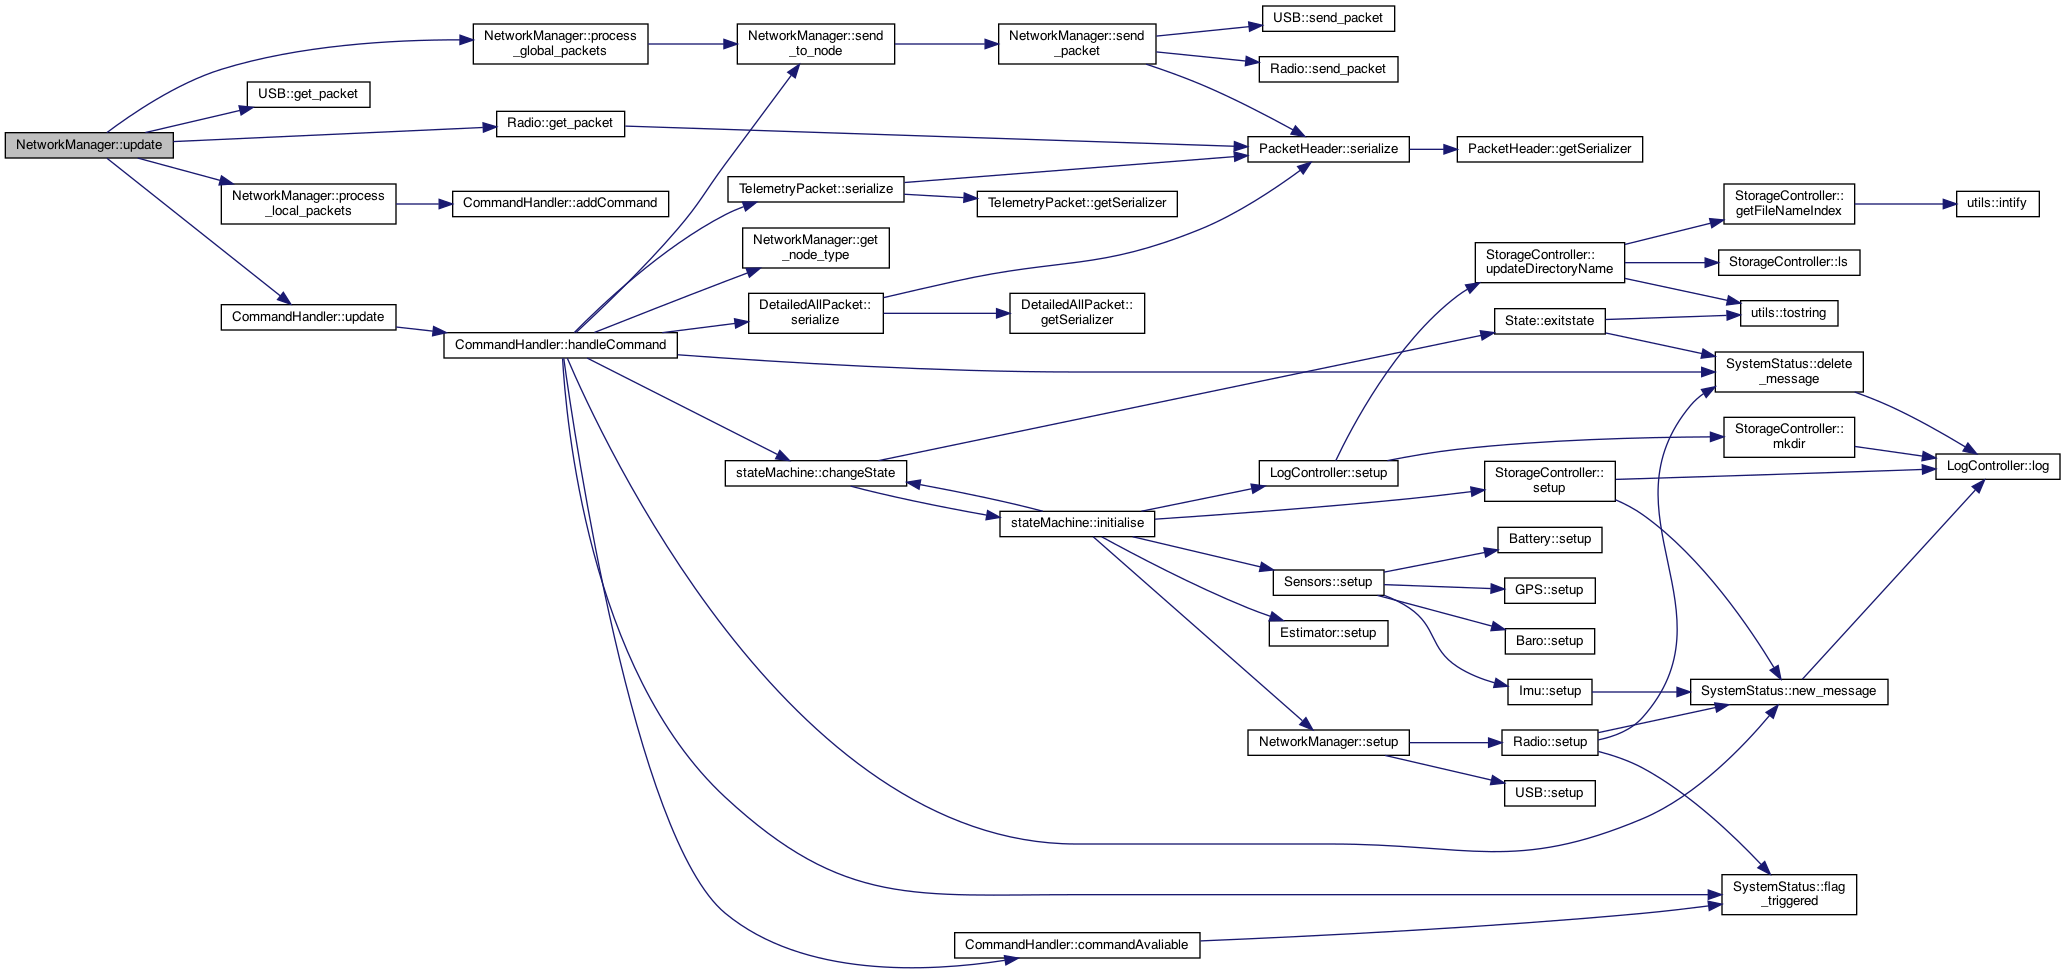 NetworkManager::update
NetworkManager::process
_global_packets
USB::get_packet
Radio::get_packet
NetworkManager::process
_local_packets
CommandHandler::update
CommandHandler::addCommand
CommandHandler::handleCommand
NetworkManager::send
_to_node
TelemetryPacket::serialize
NetworkManager::get
_node_type
DetailedAllPacket::
serialize
stateMachine::changeState
CommandHandler::commandAvaliable
NetworkManager::send
_packet
TelemetryPacket::getSerializer
DetailedAllPacket::
getSerializer
stateMachine::initialise
USB::send_packet
Radio::send_packet
PacketHeader::serialize
PacketHeader::getSerializer
LogController::setup
Sensors::setup
Estimator::setup
NetworkManager::setup
StorageController::
updateDirectoryName
State::exitstate
StorageController::
setup
Battery::setup
GPS::setup
Baro::setup
Imu::setup
Radio::setup
USB::setup
StorageController::
getFileNameIndex
StorageController::ls
utils::tostring
SystemStatus::delete
_message
StorageController::
mkdir
SystemStatus::new_message
SystemStatus::flag
_triggered
utils::intify
LogController::log